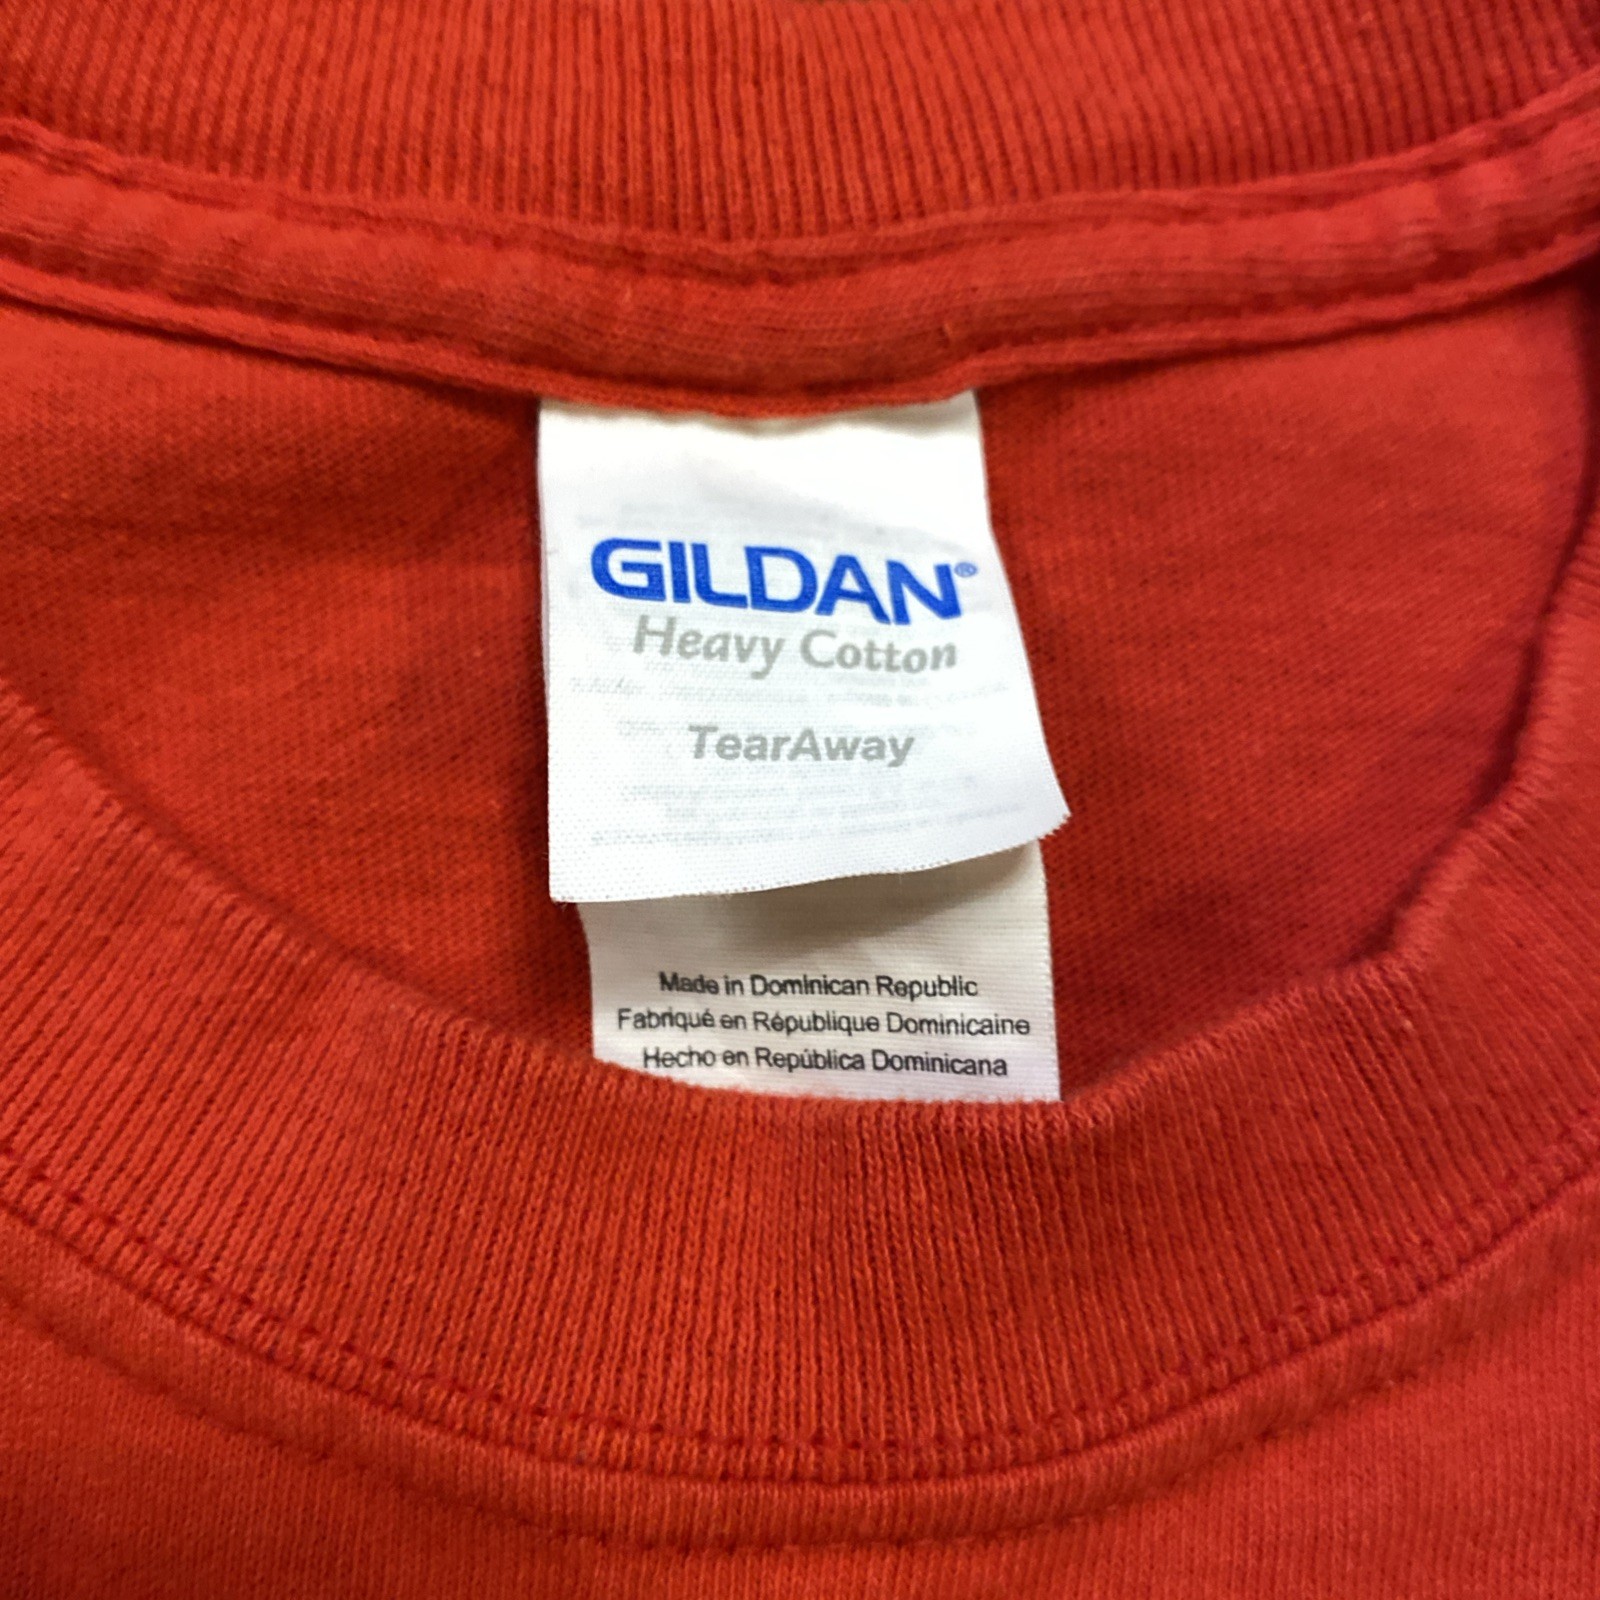 GILDAN®
Heavy Cotton
TearAway
Made in Dominican Republic
Fabriqué en République Dominicaine
Hecho en República Dominicana